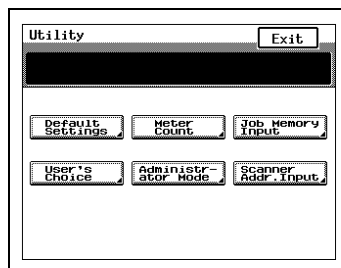 Utility
Exit
Default
Settings
Meter
Count
Job Memory
Input
User's
Choice
Administr-
ator Mode
Scanner
Addr.Input